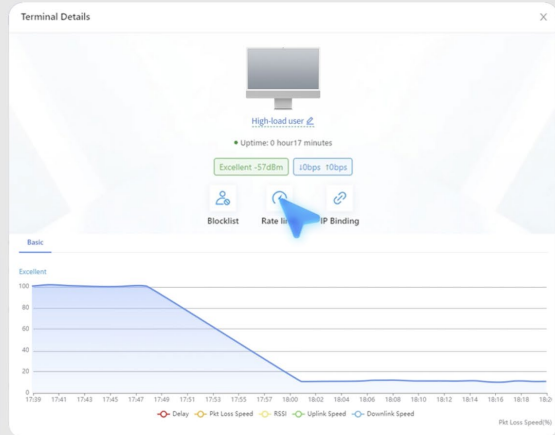 Terminal Details
High-load user
Uptime: 0 hour17 minutes
Excellent -57dBm ↓0bps ↑0bps
Blocklist Rate IP Binding
Basic
Excellent
100
80
60
40
20
0
17:39 17:41 17:43 17:45 17:47 17:49 17:51 17:53 17:55 17:57 17:59 18:00 18:02 18:04 18:06 18:08 18:10 18:12 18:14 18:16 18:18
Delay Pkt Loss Speed RSSI Uplink Speed Downlink Speed
Pkt Loss Speed(%)